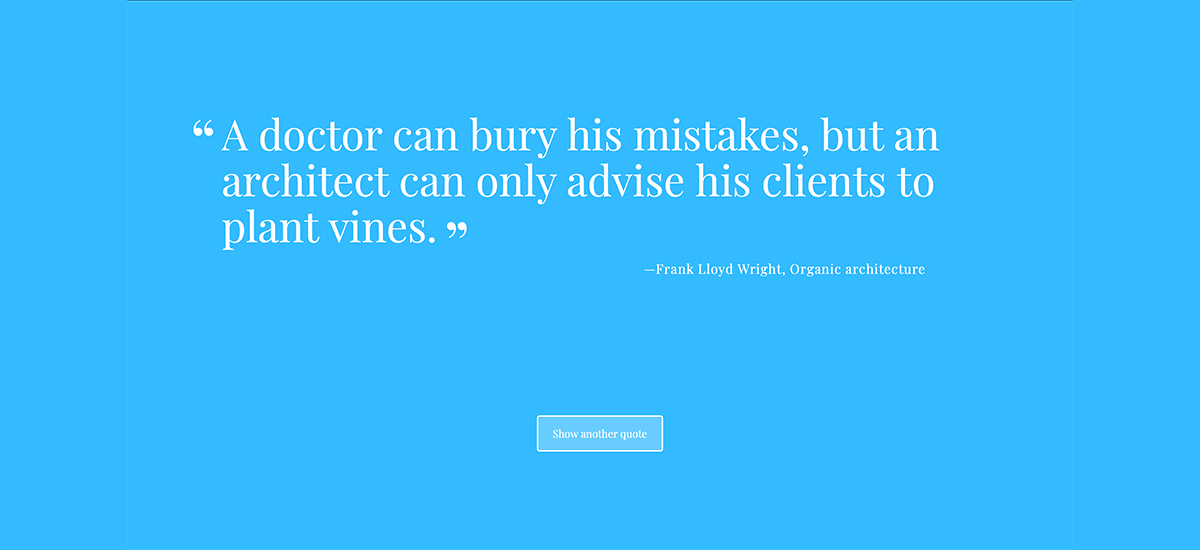 “ A doctor can bury his mistakes, but an
architect can only advise his clients to
plant vines. ”
—Frank Lloyd Wright, Organic architecture
Show another quote